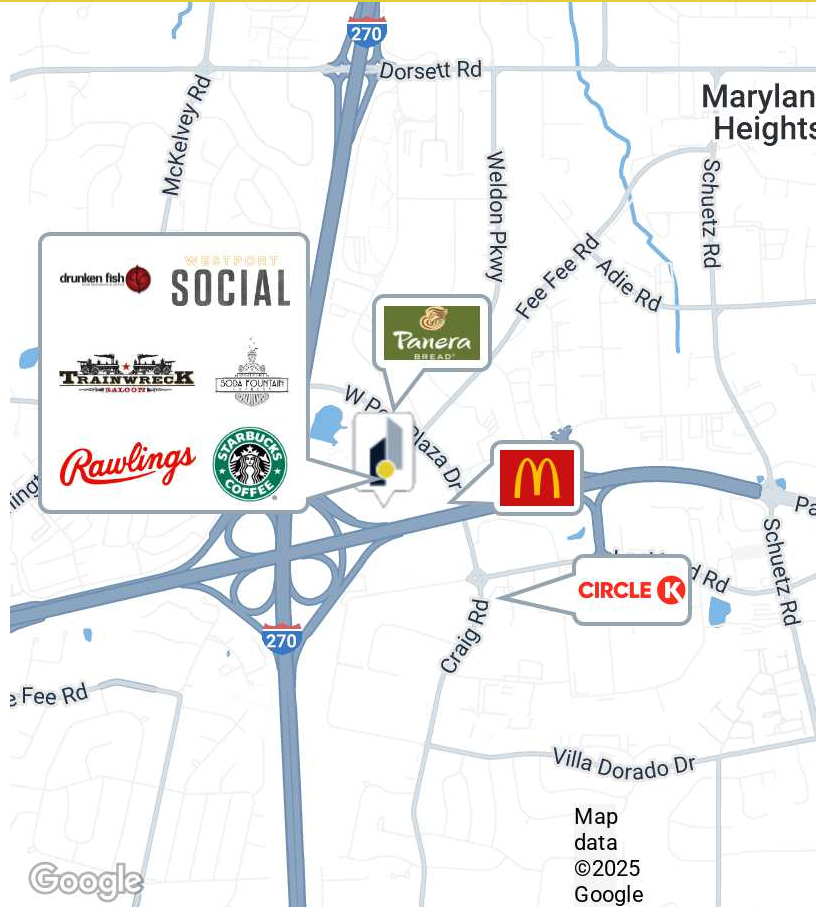 270
Dorsett Rd
Marylan
Heights
McKelvey Rd
Weldon Pkwy
Schuetz Rd
Fee Fee Rd
Adie Rd
drunken fish
WESTPORT
SOCIAL
Panera
BREAD®
TRAINWRECK
SALOON
SODA FOUNTAIN
Rawlings
STARBUCKS
COFFEE
W P
Plaza Dr
ingt
Pa
d Rd
CIRCLE K
Schuetz Rd
Craig Rd
270
e Fee Rd
Villa Dorado Dr
Map
data
©2025
Google
Google